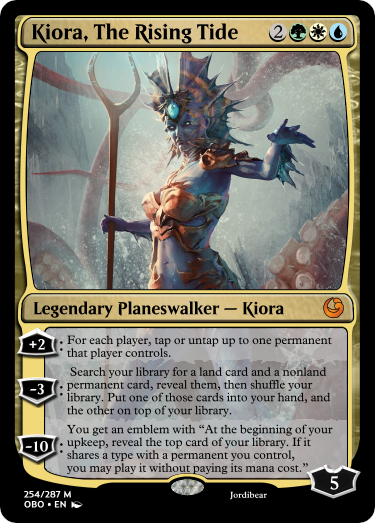 Kiora, The Rising Tide 2
Legendary Planeswalker — Kiora
+2: For each player, tap or untap up to one permanent
that player controls.
-3: Search your library for a land card and a nonland
permanent card, reveal them, then shuffle your
library. Put one of those cards into your hand, and
the other on top of your library.
-10: You get an emblem with “At the beginning of your
upkeep, reveal the top card of your library. If it
shares a type with a permanent you control,
you may play it without paying its mana cost.”
5
254/287 M
OBO • EN Jordibear